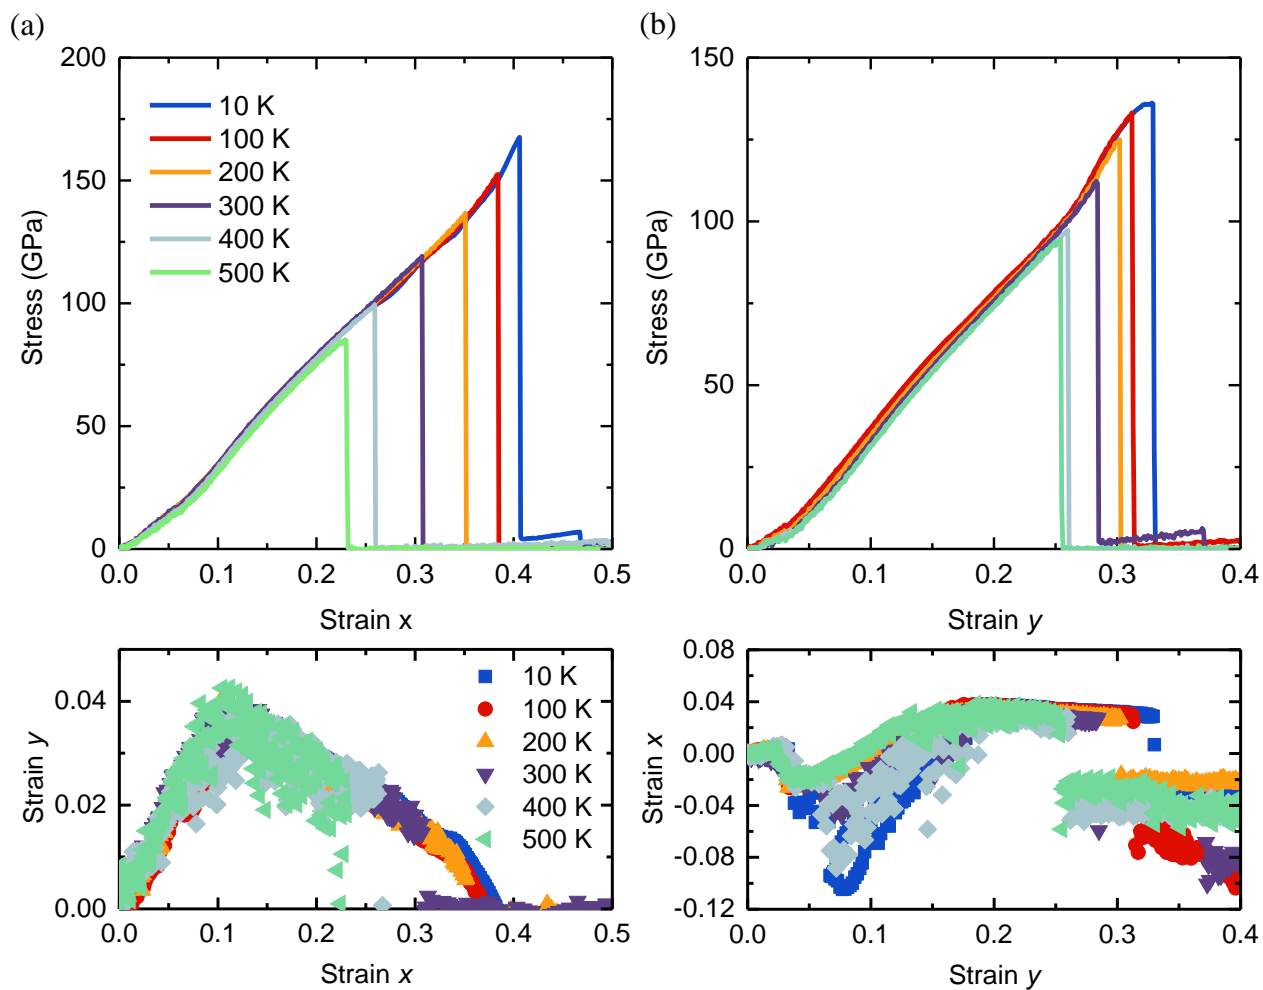 (a)
(b)
200
150
100
50
0
Stress (GPa)
10 K
100 K
200 K
300 K
400 K
500 K
0.0 0.1 0.2 0.3 0.4 0.5
Strain x
150
100
50
0
Stress (GPa)
0.0 0.1 0.2 0.3 0.4
Strain y
0.04
0.02
0.00
Strain y
10 K
100 K
200 K
300 K
400 K
500 K
0.0 0.1 0.2 0.3 0.4 0.5
Strain x
0.08
0.04
0.00
-0.04
-0.08
-0.12
Strain x
0.0 0.1 0.2 0.3 0.4
Strain y